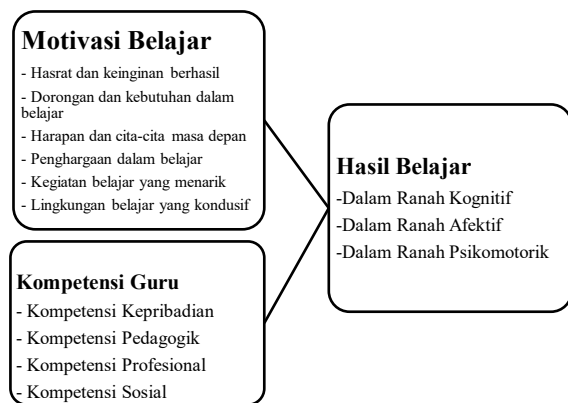 Motivasi Belajar
- Hasrat dan keinginan berhasil
- Dorongan dan kebutuhan dalam
belajar
- Harapan dan cita-cita masa depan
- Penghargaan dalam belajar
- Kegiatan belajar yang menarik
- Lingkungan belajar yang kondusif
Kompetensi Guru
- Kompetensi Kepribadian
- Kompetensi Pedagogik
- Kompetensi Profesional
- Kompetensi Sosial
Hasil Belajar
-Dalam Ranah Kognitif
-Dalam Ranah Afektif
-Dalam Ranah Psikomotorik